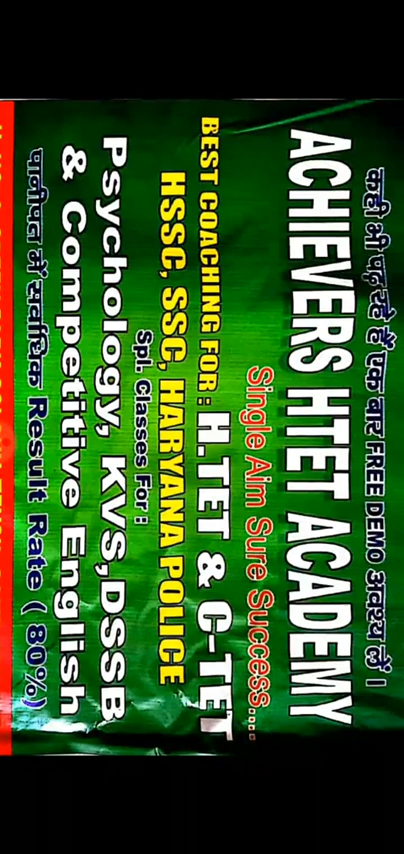 कहीं भी पढ़ रहे हैं एक बार FREE DEMO अवश्य लें।
ACHIEVERS HTET ACADEMY
Single Aim Sure Success....
BEST COACHING FOR: H.TET & C-TET
HSSC, SSC, HARYANA POLICE
Spl. Classes For:
Psychology, KVS, DSSB
& Competitive English
पानीपत में सर्वाधिक Result Rate ( 80%)